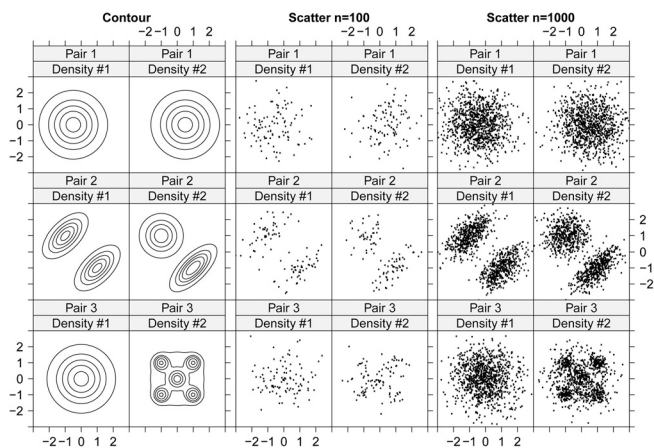 Contour Scatter n=100 Scatter n=1000
−2−1 0 1 2 −2−1 0 1 2 −2−1 0 1 2
Pair 1 Pair 1 Pair 1 Pair 1 Pair 1 Pair 1
Density #1 Density #2 Density #1 Density #2 Density #1 Density #2
2
1
0
−1
−2
Pair 2 Pair 2 Pair 2 Pair 2 Pair 2 Pair 2
Density #1 Density #2 Density #1 Density #2 Density #1 Density #2
2
1
0
−1
−2
Pair 3 Pair 3 Pair 3 Pair 3 Pair 3 Pair 3
Density #1 Density #2 Density #1 Density #2 Density #1 Density #2
2
1
0
−1
−2
−2−1 0 1 2 −2−1 0 1 2 −2−1 0 1 2